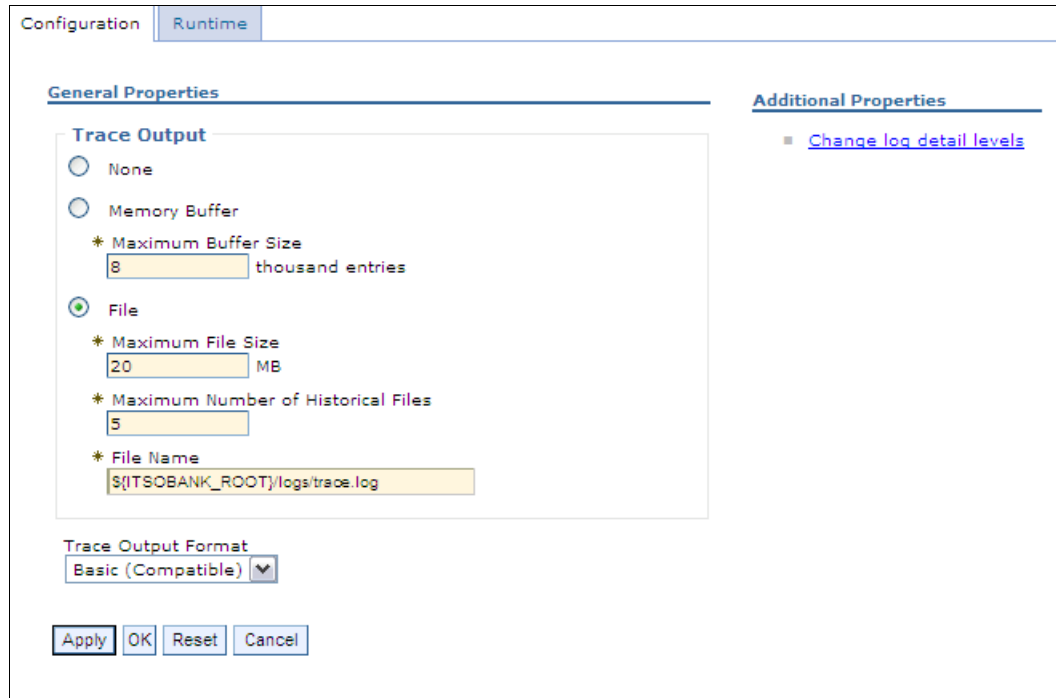 Configuration
Runtime
General Properties
Trace Output
None
Memory Buffer
* Maximum Buffer Size
8 thousand entries
File
* Maximum File Size
20 MB
* Maximum Number of Historical Files
5
* File Name
${ITSOBANK_ROOT}/logs/trace.log
Trace Output Format
Basic (Compatible)
Apply OK Reset Cancel
Additional Properties
Change log detail levels